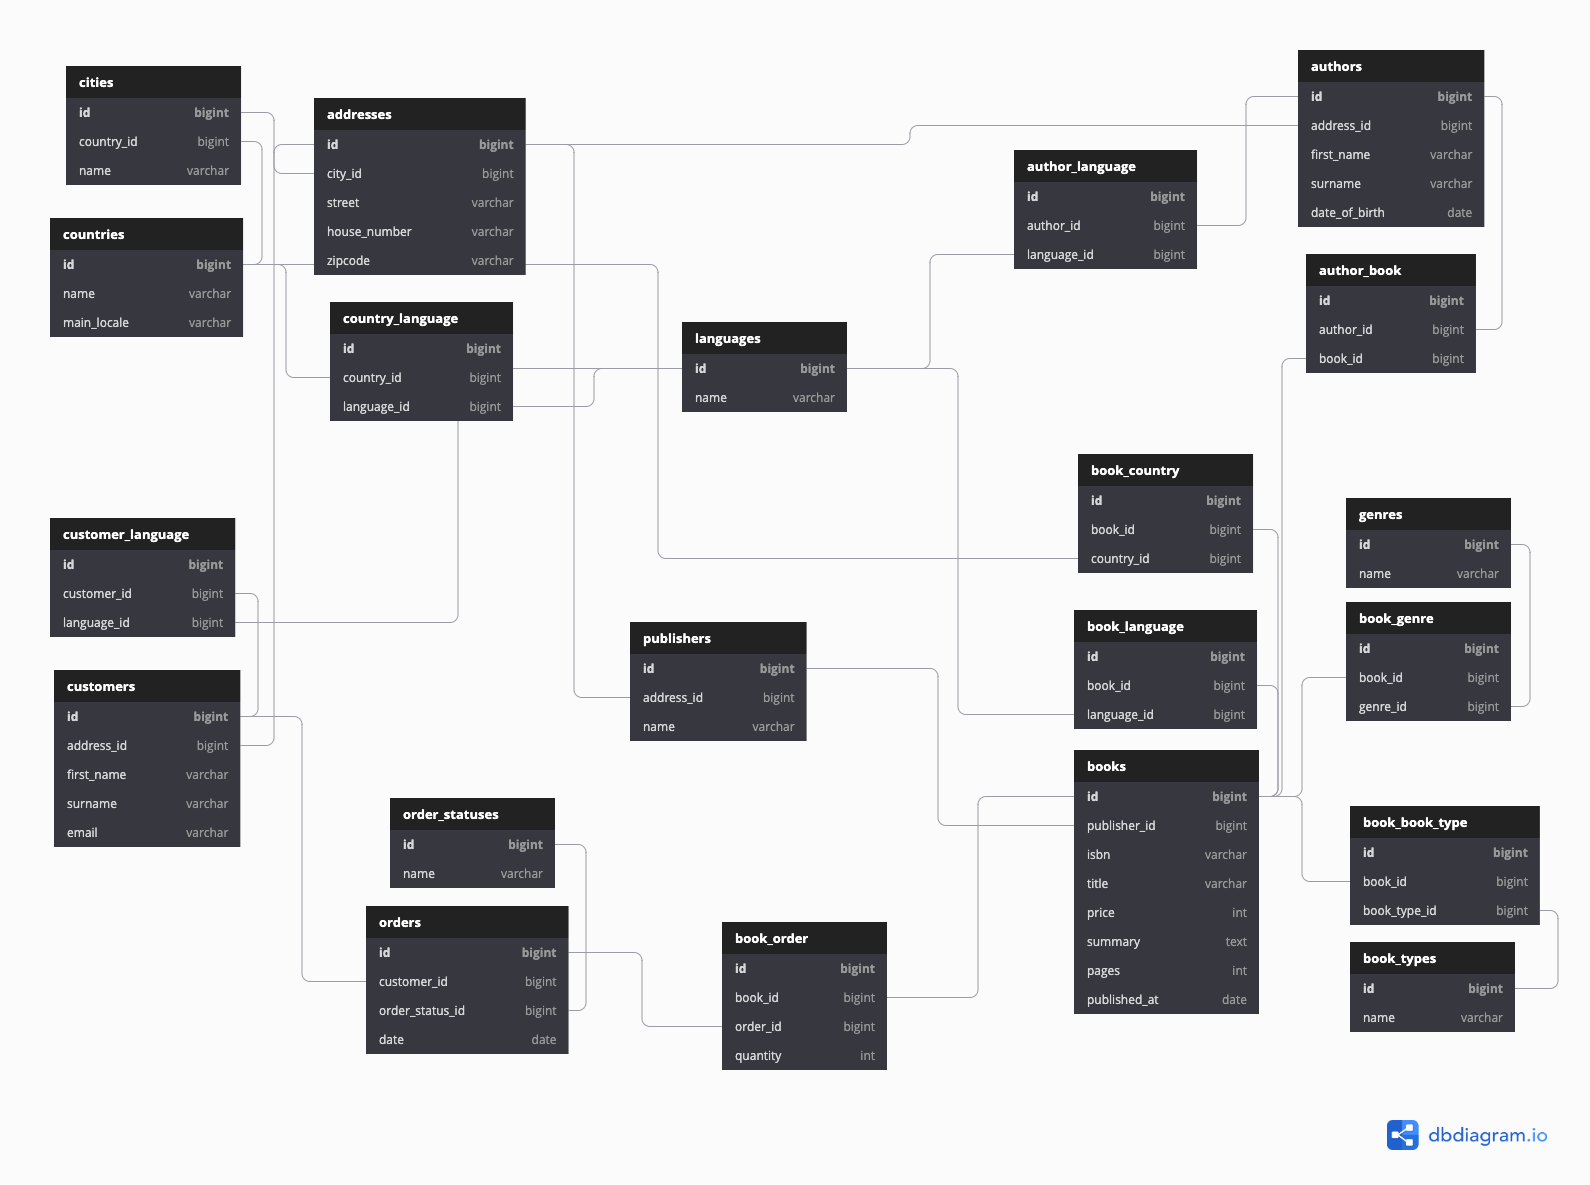 cities
id bigint
country_id bigint
name varchar
countries
id bigint
name varchar
main_locale varchar
addresses
id bigint
city_id bigint
street varchar
house_number varchar
zipcode varchar
country_language
id bigint
country_id bigint
language_id bigint
languages
id bigint
name varchar
author_language
id bigint
author_id bigint
language_id bigint
authors
id bigint
address_id bigint
first_name varchar
surname varchar
date_of_birth date
author_book
id bigint
author_id bigint
book_id bigint
book_country
id bigint
book_id bigint
country_id bigint
genres
id bigint
name varchar
book_genre
id bigint
book_id bigint
genre_id bigint
customer_language
id bigint
customer_id bigint
language_id bigint
customers
id bigint
address_id bigint
first_name varchar
surname varchar
email varchar
publishers
id bigint
address_id bigint
name varchar
book_language
id bigint
book_id bigint
language_id bigint
books
id bigint
publisher_id bigint
isbn varchar
title varchar
price int
summary text
pages int
published_at date
order_statuses
id bigint
name varchar
orders
id bigint
customer_id bigint
order_status_id bigint
date date
book_order
id bigint
book_id bigint
order_id bigint
quantity int
book_book_type
id bigint
book_id bigint
book_type_id bigint
book_types
id bigint
name varchar
dbdiagram.io